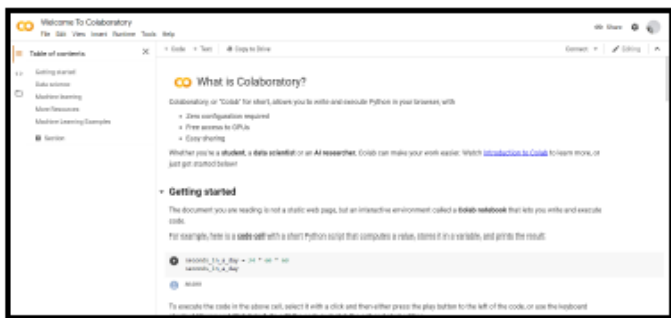 Welcome To Colaboratory
File Edit View Insert Runtime Tools Help
Share
Table of contents
+ Code + Text Copy to Drive
Connect Editing
Getting started
Data science
Machine learning
More Resources
Machine Learning Examples
Section
What is Colaboratory?
Colaboratory, or "Colab" for short, allows you to write and execute Python in your browser, with
Zero configuration required
Free access to GPUs
Easy sharing
Whether you're a student, a data scientist or an AI researcher, Colab can make your work easier. Watch Introduction to Colab to learn more, or
just get started below!
Getting started
The document you are reading is not a static web page, but an interactive environment called a Colab notebook that lets you write and execute
code.
For example, here is a code cell with a short Python script that computes a value, stores it in a variable, and prints the result:
seconds_in_a_day = 24 * 60 * 60
seconds_in_a_day
86400
To execute the code in the above cell, select it with a click and then either press the play button to the left of the code, or use the keyboard